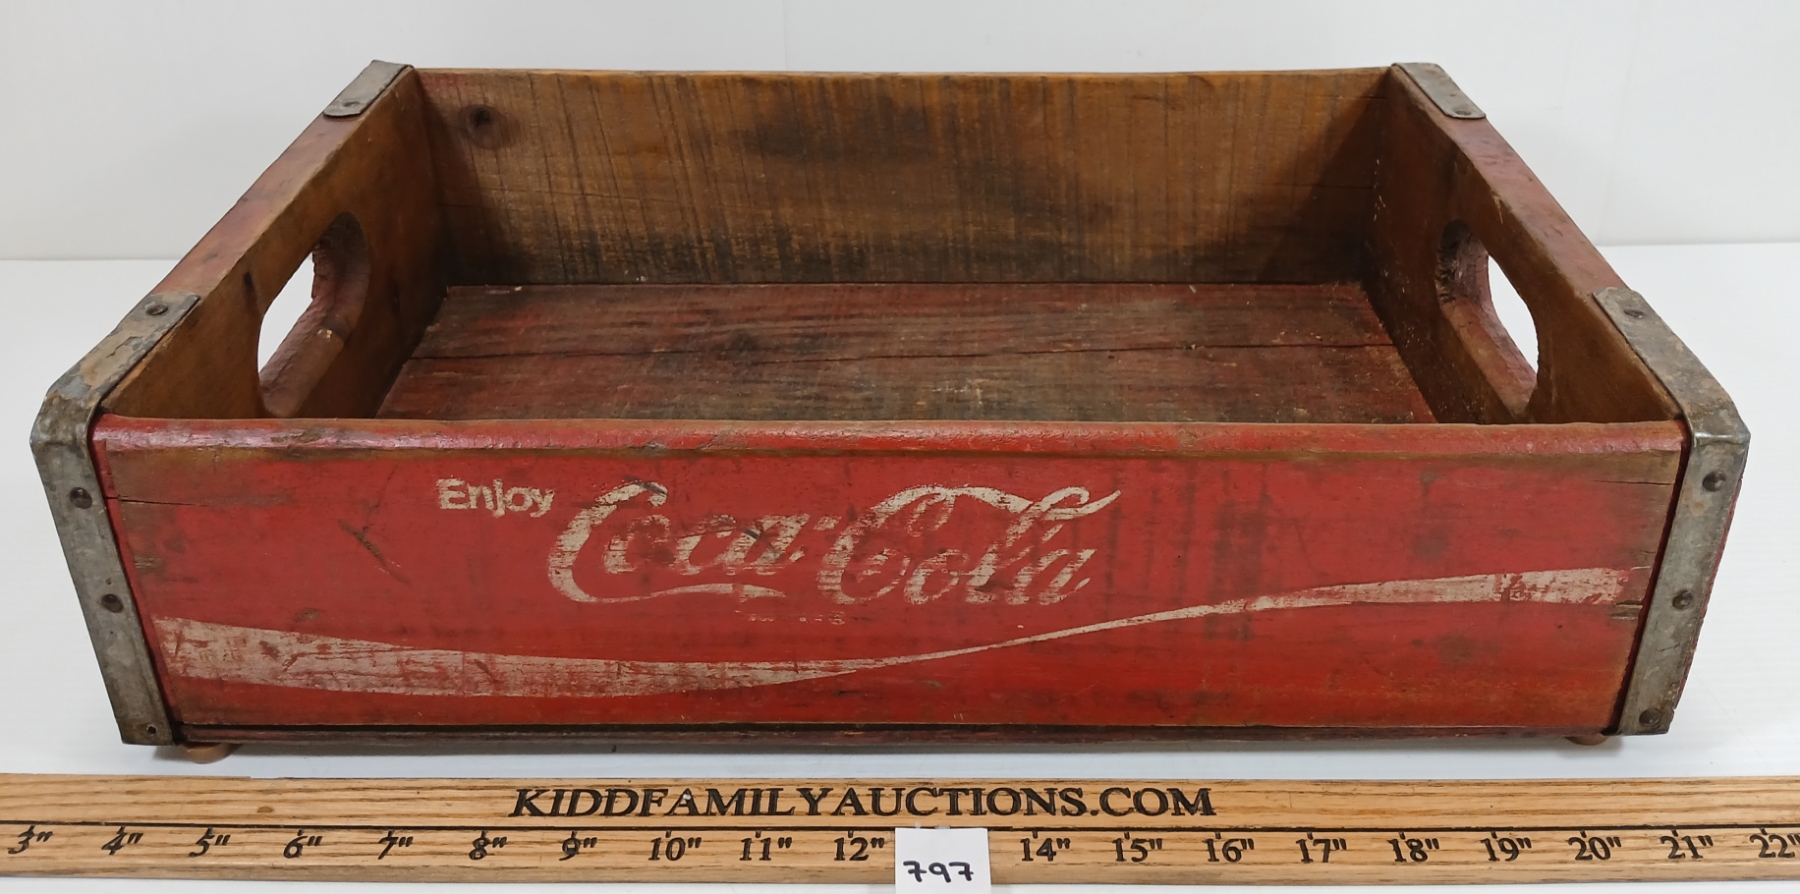 Enjoy Coca-Cola
KIDDFAMILYAUCTIONS.COM
3" 4" 5" 6" 7" 8" 9" 10" 11" 12" 14" 15" 16" 17" 18" 19" 20" 21" 22"
797